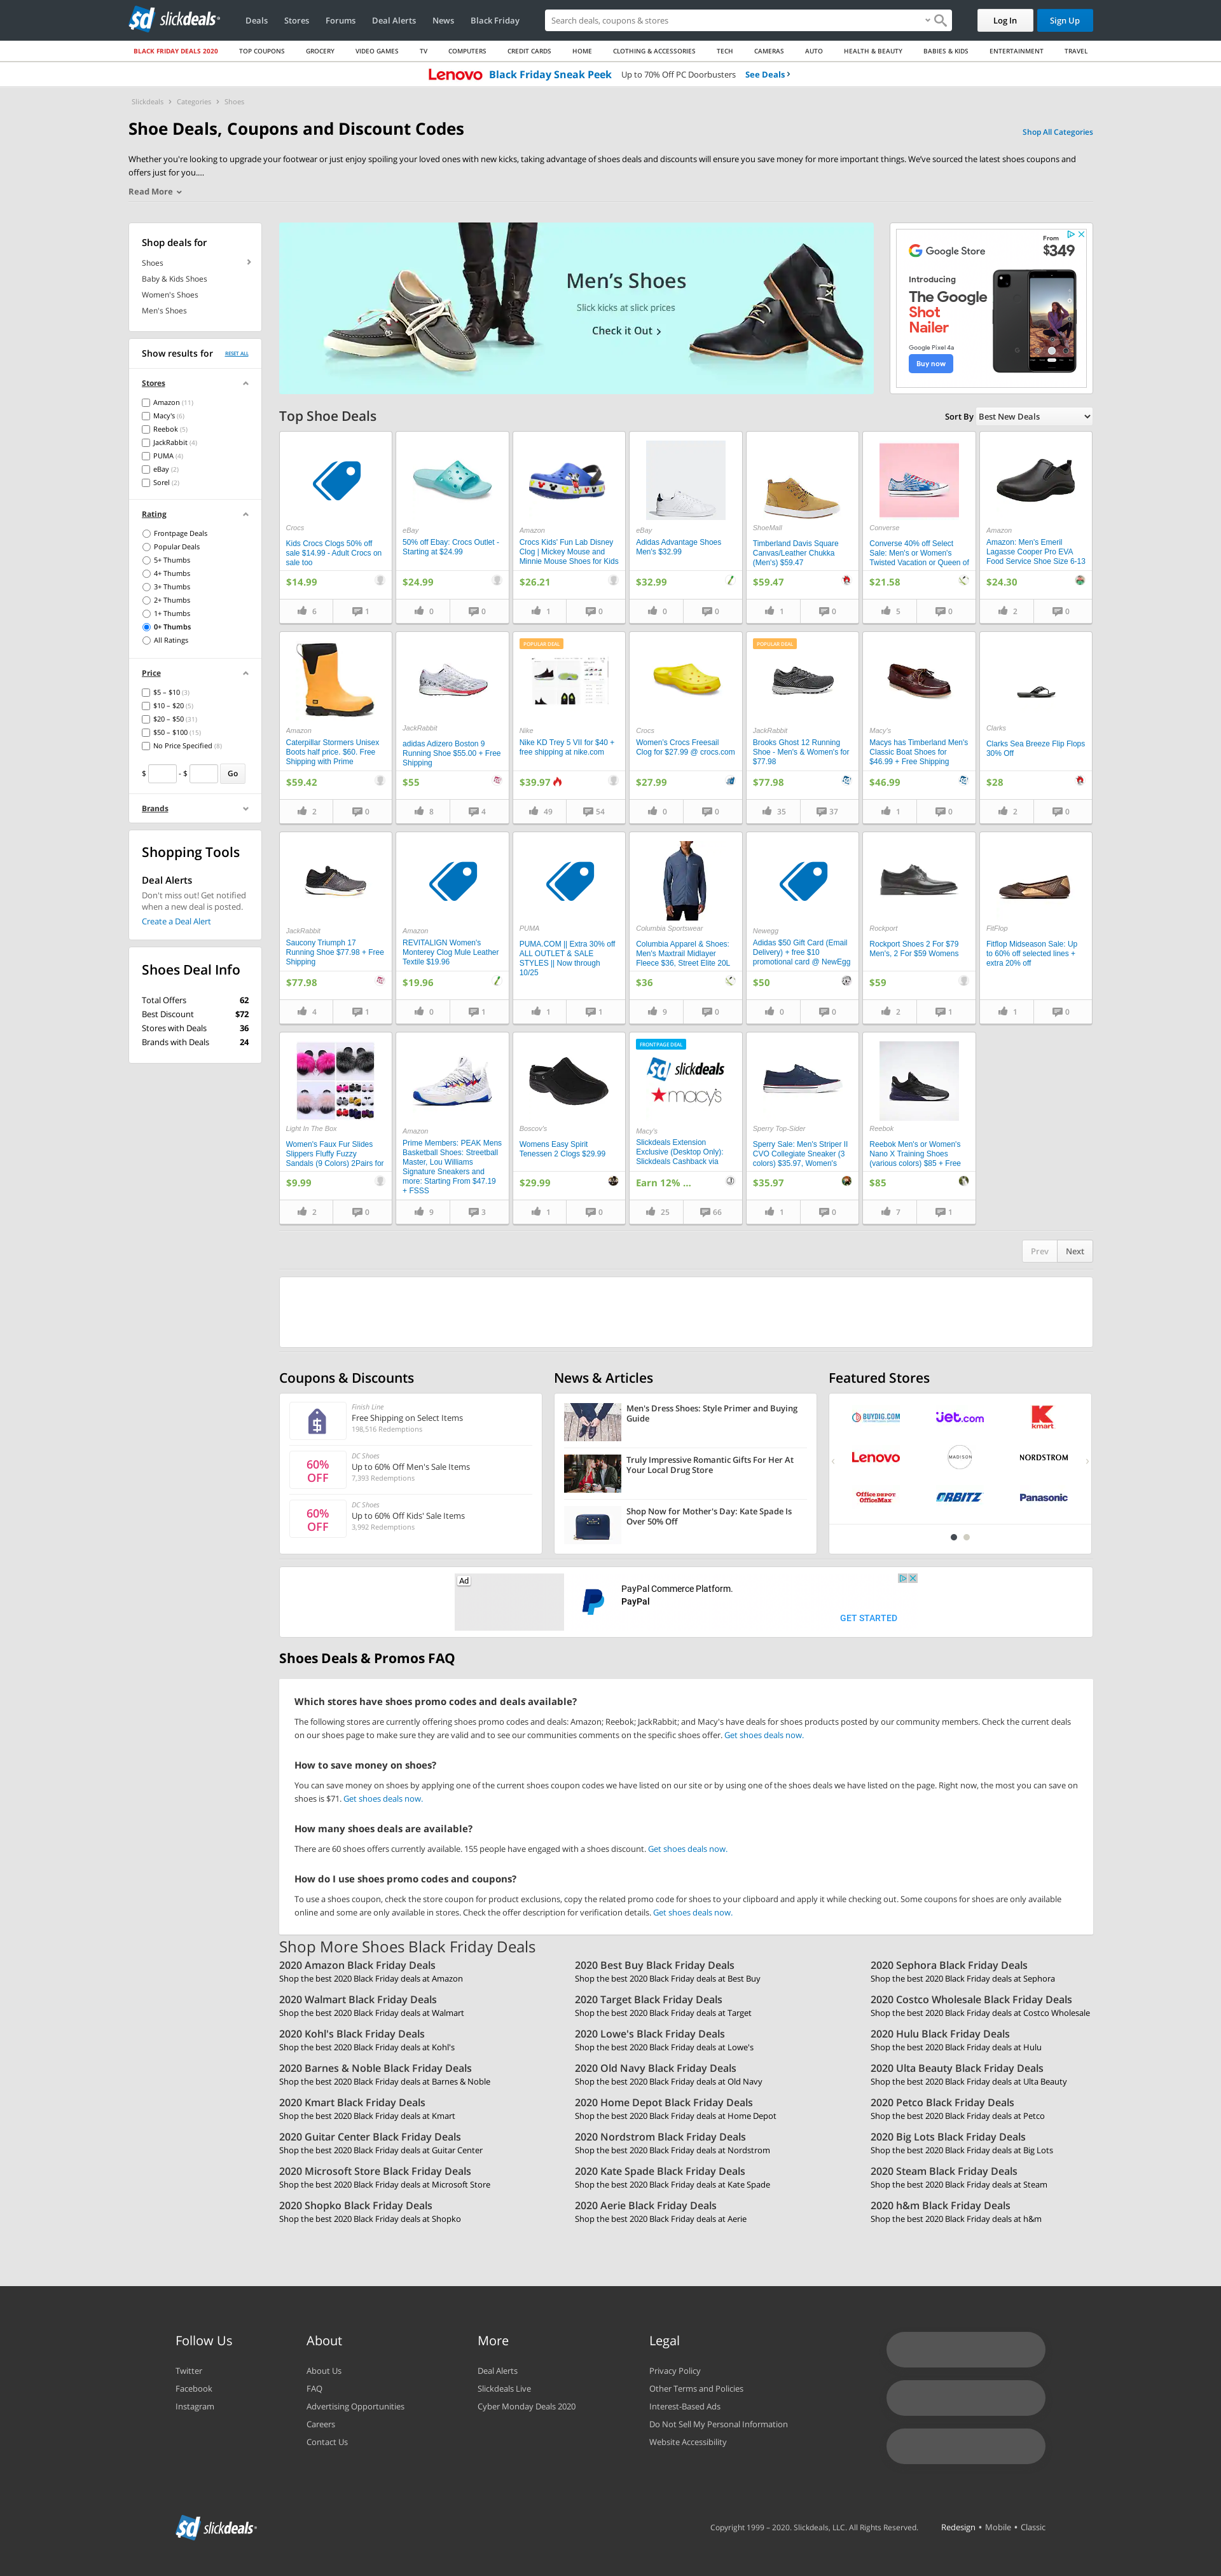 slickdeals
Deals
Stores
Forums
Deal Alerts
News
Black Friday
Search deals, coupons & stores
Log In
Sign Up
BLACK FRIDAY DEALS 2020
TOP COUPONS
GROCERY
VIDEO GAMES
TV
COMPUTERS
CREDIT CARDS
HOME
CLOTHING & ACCESSORIES
TECH
CAMERAS
AUTO
HEALTH & BEAUTY
BABIES & KIDS
ENTERTAINMENT
TRAVEL
Lenovo Black Friday Sneak Peek Up to 70% Off PC Doorbusters See Deals
Slickdeals › Categories › Shoes
Shoe Deals, Coupons and Discount Codes
Shop All Categories
Whether you're looking to upgrade your footwear or just enjoy spoiling your loved ones with new kicks, taking advantage of shoes deals and discounts will ensure you save money for more important things. We've sourced the latest shoes coupons and
offers just for you....
Read More
Shop deals for
Shoes
Baby & Kids Shoes
Women's Shoes
Men's Shoes
Show results for
RESET ALL
Stores
Amazon (11)
Macy's (6)
Reebok (5)
JackRabbit (4)
PUMA (4)
eBay (2)
Sorel (2)
Rating
Frontpage Deals
Popular Deals
5+ Thumbs
4+ Thumbs
3+ Thumbs
2+ Thumbs
1+ Thumbs
0+ Thumbs
All Ratings
Price
$5 – $10 (3)
$10 – $20 (5)
$20 – $50 (31)
$50 – $100 (15)
No Price Specified (8)
$ - $ Go
Brands
Shopping Tools
Deal Alerts
Don't miss out! Get notified
when a new deal is posted.
Create a Deal Alert
Shoes Deal Info
Total Offers 62
Best Discount $72
Stores with Deals 36
Brands with Deals 24
Men's Shoes
Slick kicks at slick prices
Check it Out
Google Store
From
$349
Introducing
The Google
Shot
Nailer
Google Pixel 4a
Buy now
Top Shoe Deals
Sort By Best New Deals
Crocs
Kids Crocs Clogs 50% off
sale $14.99 - Adult Crocs on
sale too
$14.99
6 1
eBay
50% off Ebay: Crocs Outlet -
Starting at $24.99
$24.99
0 0
Amazon
Crocs Kids' Fun Lab Disney
Clog | Mickey Mouse and
Minnie Mouse Shoes for Kids
$26.21
1 0
eBay
Adidas Advantage Shoes
Men's $32.99
$32.99
0 0
ShoeMall
Timberland Davis Square
Canvas/Leather Chukka
(Men's) $59.47
$59.47
1 0
Converse
Converse 40% off Select
Sale: Men's or Women's
Twisted Vacation or Queen of
$21.58
5 0
Amazon
Amazon: Men's Emeril
Lagasse Cooper Pro EVA
Food Service Shoe Size 6-13
$24.30
2 0
Amazon
Caterpillar Stormers Unisex
Boots half price. $60. Free
Shipping with Prime
$59.42
2 0
JackRabbit
adidas Adizero Boston 9
Running Shoe $55.00 + Free
Shipping
$55
8 4
POPULAR DEAL
Nike
Nike KD Trey 5 VII for $40 +
free shipping at nike.com
$39.97
49 54
Crocs
Women's Crocs Freesail
Clog for $27.99 @ crocs.com
$27.99
0 0
POPULAR DEAL
JackRabbit
Brooks Ghost 12 Running
Shoe - Men's & Women's for
$77.98
$77.98
35 37
Macy's
Macys has Timberland Men's
Classic Boat Shoes for
$46.99 + Free Shipping
$46.99
1 0
Clarks
Clarks Sea Breeze Flip Flops
30% Off
$28
2 0
JackRabbit
Saucony Triumph 17
Running Shoe $77.98 + Free
Shipping
$77.98
4 1
Amazon
REVITALIGN Women's
Monterey Clog Mule Leather
Textile $19.96
$19.96
0 1
PUMA
PUMA.COM || Extra 30% off
ALL OUTLET & SALE
STYLES || Now through
10/25
1 1
Columbia Sportswear
Columbia Apparel & Shoes:
Men's Maxtrail Midlayer
Fleece $36, Street Elite 20L
$36
9 0
Newegg
Adidas $50 Gift Card (Email
Delivery) + free $10
promotional card @ NewEgg
$50
0 0
Rockport
Rockport Shoes 2 For $79
Men's, 2 For $59 Womens
$59
2 1
FitFlop
Fitflop Midseason Sale: Up
to 60% off selected lines +
extra 20% off
1 0
Light In The Box
Women's Faux Fur Slides
Slippers Fluffy Fuzzy
Sandals (9 Colors) 2Pairs for
$9.99
2 0
Amazon
Prime Members: PEAK Mens
Basketball Shoes: Streetball
Master, Lou Williams
Signature Sneakers and
more: Starting From $47.19
+ FSSS
9 3
Boscov's
Womens Easy Spirit
Tenessen 2 Clogs $29.99
$29.99
1 0
FRONTPAGE DEAL
slickdeals
macys
Macy's
Slickdeals Extension
Exclusive (Desktop Only):
Slickdeals Cashback via
Earn 12% ...
25 66
Sperry Top-Sider
Sperry Sale: Men's Striper II
CVO Collegiate Sneaker (3
colors) $35.97, Women's
$35.97
1 0
Reebok
Reebok Men's or Women's
Nano X Training Shoes
(various colors) $85 + Free
$85
7 1
Prev Next
Coupons & Discounts
Finish Line
Free Shipping on Select Items
198,516 Redemptions
60%
OFF
DC Shoes
Up to 60% Off Men's Sale Items
7,393 Redemptions
60%
OFF
DC Shoes
Up to 60% Off Kids' Sale Items
3,992 Redemptions
News & Articles
Men's Dress Shoes: Style Primer and Buying
Guide
Truly Impressive Romantic Gifts For Her At
Your Local Drug Store
Shop Now for Mother's Day: Kate Spade Is
Over 50% Off
Featured Stores
BUYDIG.COM
jet.com
kmart
Lenovo
MADISON
NORDSTROM
Office DEPOT
OfficeMax
ORBITZ
Panasonic
Ad
PayPal Commerce Platform.
PayPal
GET STARTED
Shoes Deals & Promos FAQ
Which stores have shoes promo codes and deals available?
The following stores are currently offering shoes promo codes and deals: Amazon; Reebok; JackRabbit; and Macy's have deals for shoes products posted by our community members. Check the current deals
on our shoes page to make sure they are valid and to see our communities comments on the specific shoes offer. Get shoes deals now.
How to save money on shoes?
You can save money on shoes by applying one of the current shoes coupon codes we have listed on our site or by using one of the shoes deals we have listed on the page. Right now, the most you can save on
shoes is $71. Get shoes deals now.
How many shoes deals are available?
There are 60 shoes offers currently available. 155 people have engaged with a shoes discount. Get shoes deals now.
How do I use shoes promo codes and coupons?
To use a shoes coupon, check the store coupon for product exclusions, copy the related promo code for shoes to your clipboard and apply it while checking out. Some coupons for shoes are only available
online and some are only available in stores. Check the offer description for verification details. Get shoes deals now.
Shop More Shoes Black Friday Deals
2020 Amazon Black Friday Deals
Shop the best 2020 Black Friday deals at Amazon
2020 Best Buy Black Friday Deals
Shop the best 2020 Black Friday deals at Best Buy
2020 Sephora Black Friday Deals
Shop the best 2020 Black Friday deals at Sephora
2020 Walmart Black Friday Deals
Shop the best 2020 Black Friday deals at Walmart
2020 Target Black Friday Deals
Shop the best 2020 Black Friday deals at Target
2020 Costco Wholesale Black Friday Deals
Shop the best 2020 Black Friday deals at Costco Wholesale
2020 Kohl's Black Friday Deals
Shop the best 2020 Black Friday deals at Kohl's
2020 Lowe's Black Friday Deals
Shop the best 2020 Black Friday deals at Lowe's
2020 Hulu Black Friday Deals
Shop the best 2020 Black Friday deals at Hulu
2020 Barnes & Noble Black Friday Deals
Shop the best 2020 Black Friday deals at Barnes & Noble
2020 Old Navy Black Friday Deals
Shop the best 2020 Black Friday deals at Old Navy
2020 Ulta Beauty Black Friday Deals
Shop the best 2020 Black Friday deals at Ulta Beauty
2020 Kmart Black Friday Deals
Shop the best 2020 Black Friday deals at Kmart
2020 Home Depot Black Friday Deals
Shop the best 2020 Black Friday deals at Home Depot
2020 Petco Black Friday Deals
Shop the best 2020 Black Friday deals at Petco
2020 Guitar Center Black Friday Deals
Shop the best 2020 Black Friday deals at Guitar Center
2020 Nordstrom Black Friday Deals
Shop the best 2020 Black Friday deals at Nordstrom
2020 Big Lots Black Friday Deals
Shop the best 2020 Black Friday deals at Big Lots
2020 Microsoft Store Black Friday Deals
Shop the best 2020 Black Friday deals at Microsoft Store
2020 Kate Spade Black Friday Deals
Shop the best 2020 Black Friday deals at Kate Spade
2020 Steam Black Friday Deals
Shop the best 2020 Black Friday deals at Steam
2020 Shopko Black Friday Deals
Shop the best 2020 Black Friday deals at Shopko
2020 Aerie Black Friday Deals
Shop the best 2020 Black Friday deals at Aerie
2020 h&m Black Friday Deals
Shop the best 2020 Black Friday deals at h&m
Follow Us
Twitter
Facebook
Instagram
About
About Us
FAQ
Advertising Opportunities
Careers
Contact Us
More
Deal Alerts
Slickdeals Live
Cyber Monday Deals 2020
Legal
Privacy Policy
Other Terms and Policies
Interest-Based Ads
Do Not Sell My Personal Information
Website Accessibility
slickdeals
Copyright 1999 – 2020. Slickdeals, LLC. All Rights Reserved.
Redesign • Mobile • Classic